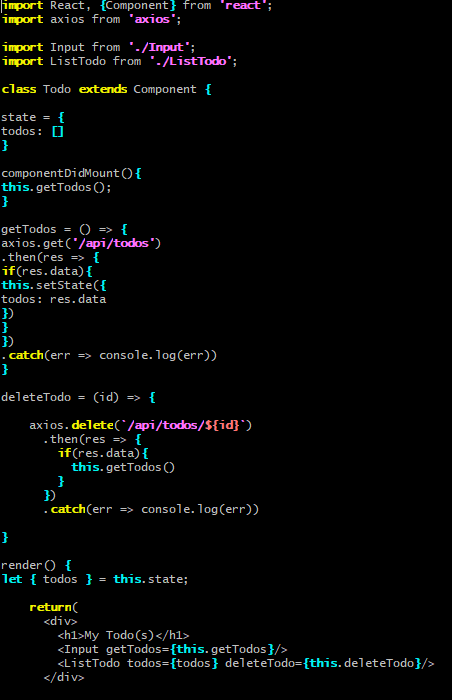 import React, {Component} from 'react';
import axios from 'axios';

import Input from './Input';
import ListTodo from './ListTodo';

class Todo extends Component {

state = {
todos: []
}

componentDidMount(){
this.getTodos();
}

getTodos = () => {
axios.get('/api/todos')
.then(res => {
if(res.data){
this.setState({
todos: res.data
})
}
})
.catch(err => console.log(err))
}

deleteTodo = (id) => {

    axios.delete(`/api/todos/${id}`)
      .then(res => {
        if(res.data){
          this.getTodos()
        }
      })
      .catch(err => console.log(err))

}

render() {
let { todos } = this.state;

    return(
      <div>
        <h1>My Todo(s)</h1>
        <Input getTodos={this.getTodos}/>
        <ListTodo todos={todos} deleteTodo={this.deleteTodo}/>
      </div>